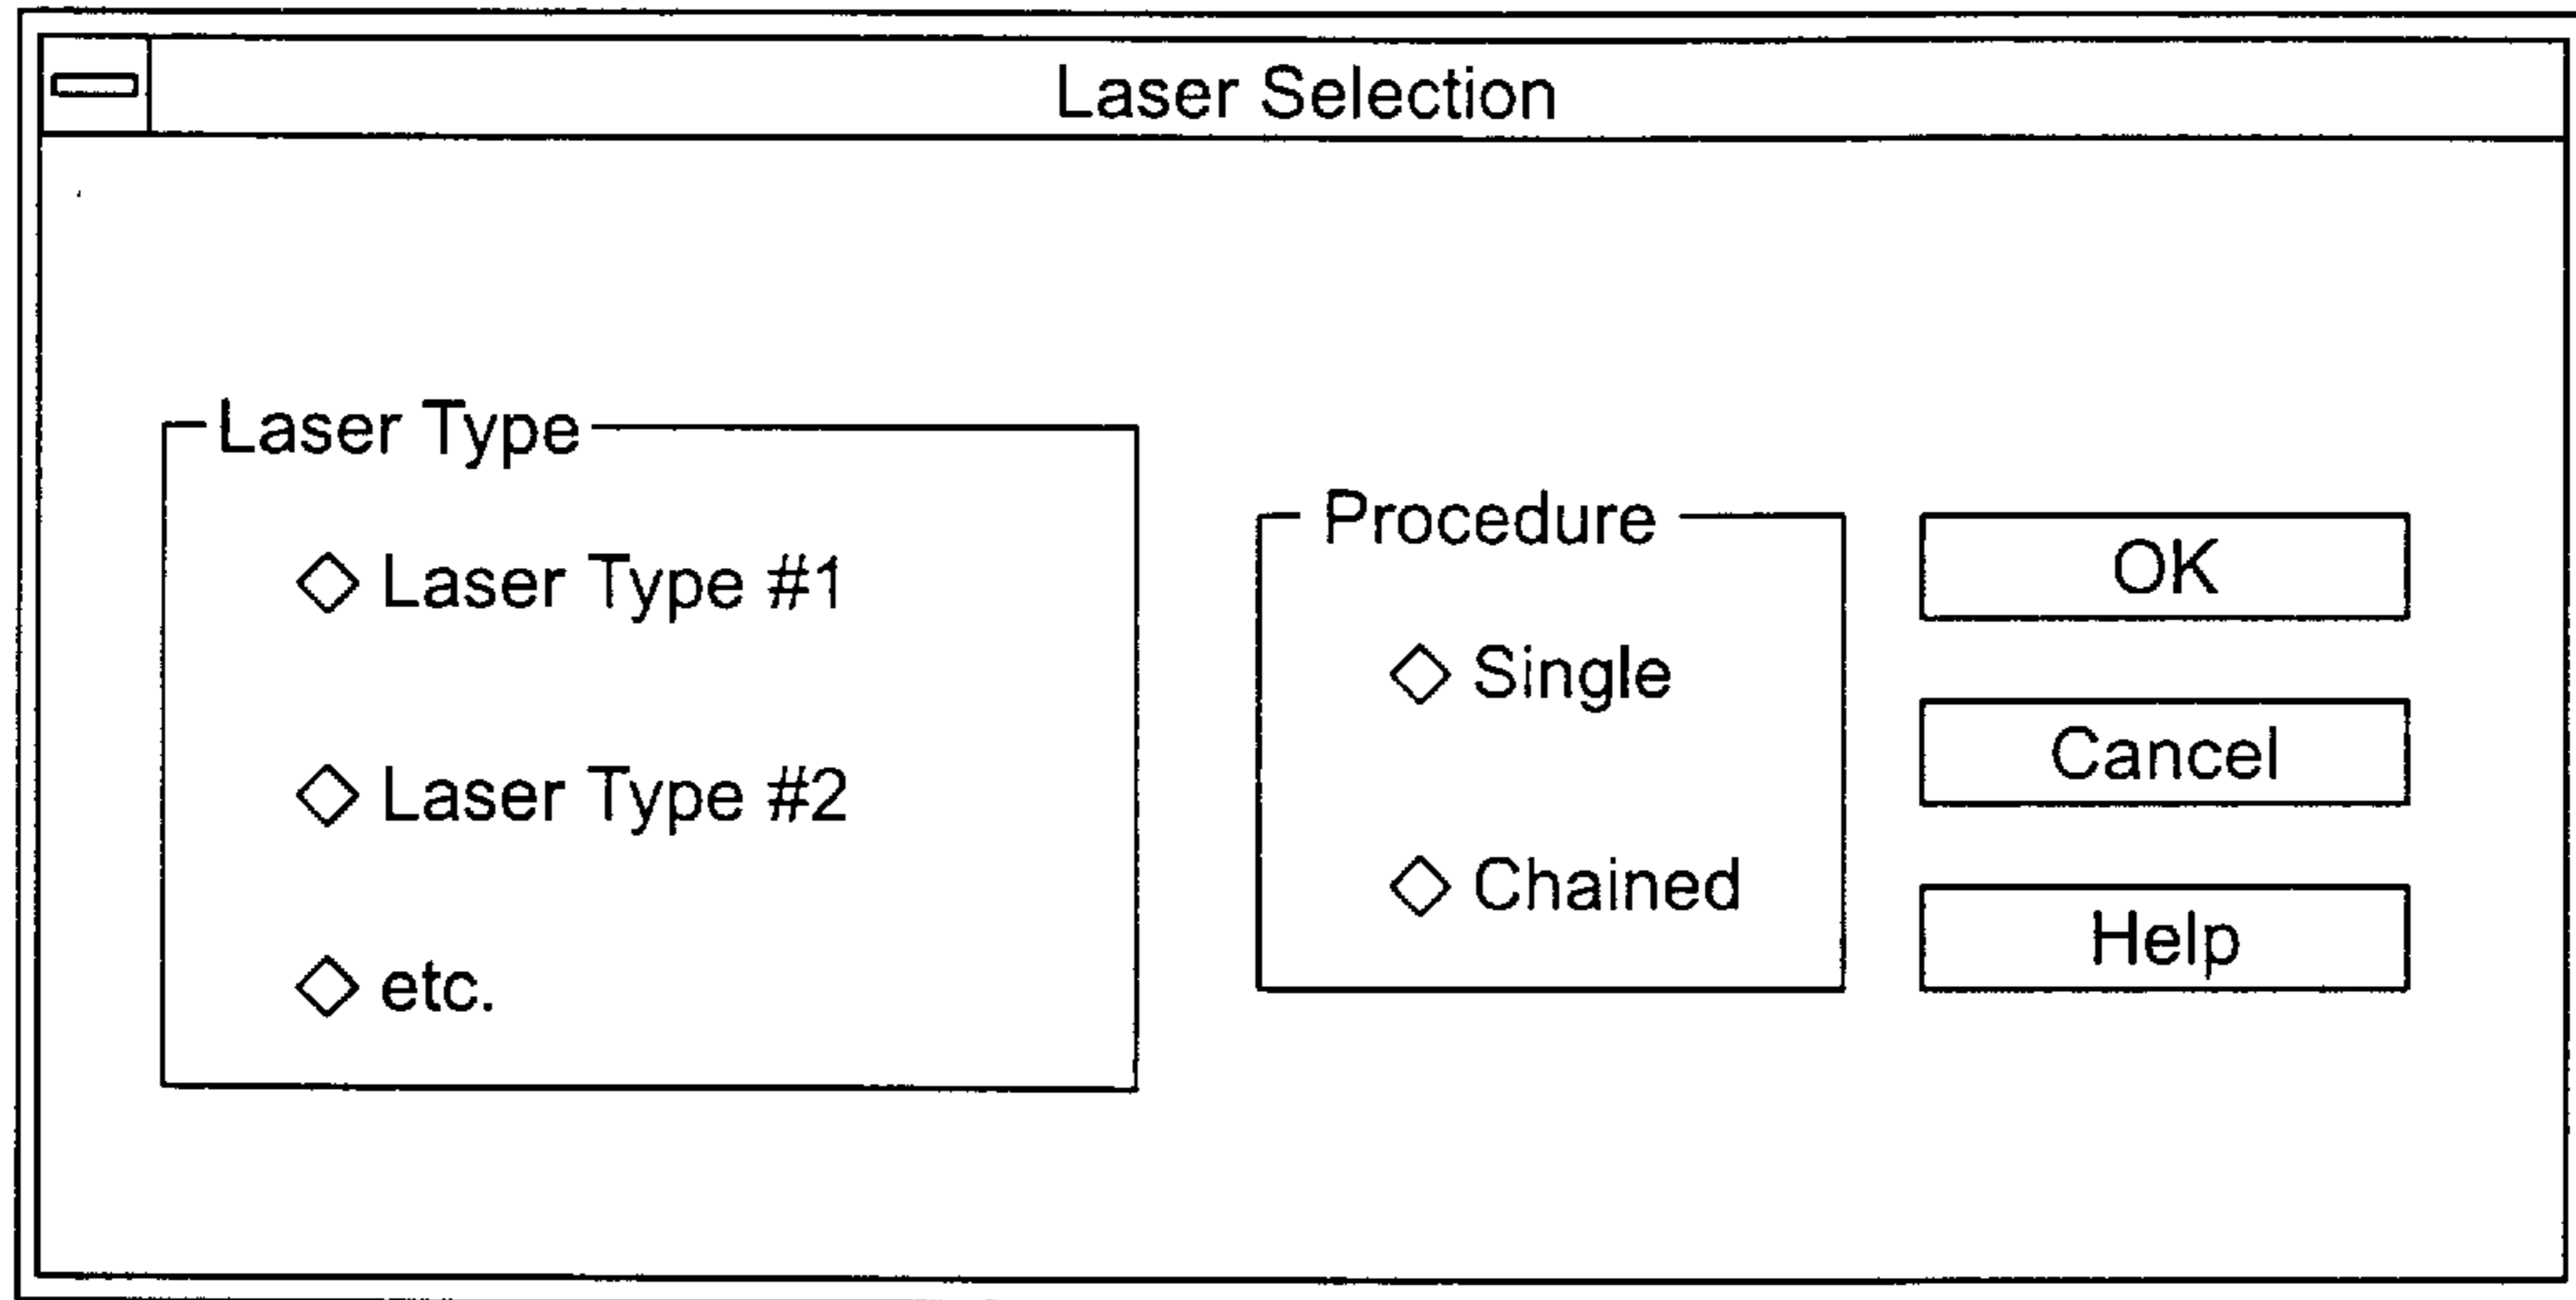 Laser Selection
Laser Type
Laser Type #1
Laser Type #2
etc.
Procedure
Single
Chained
OK
Cancel
Help